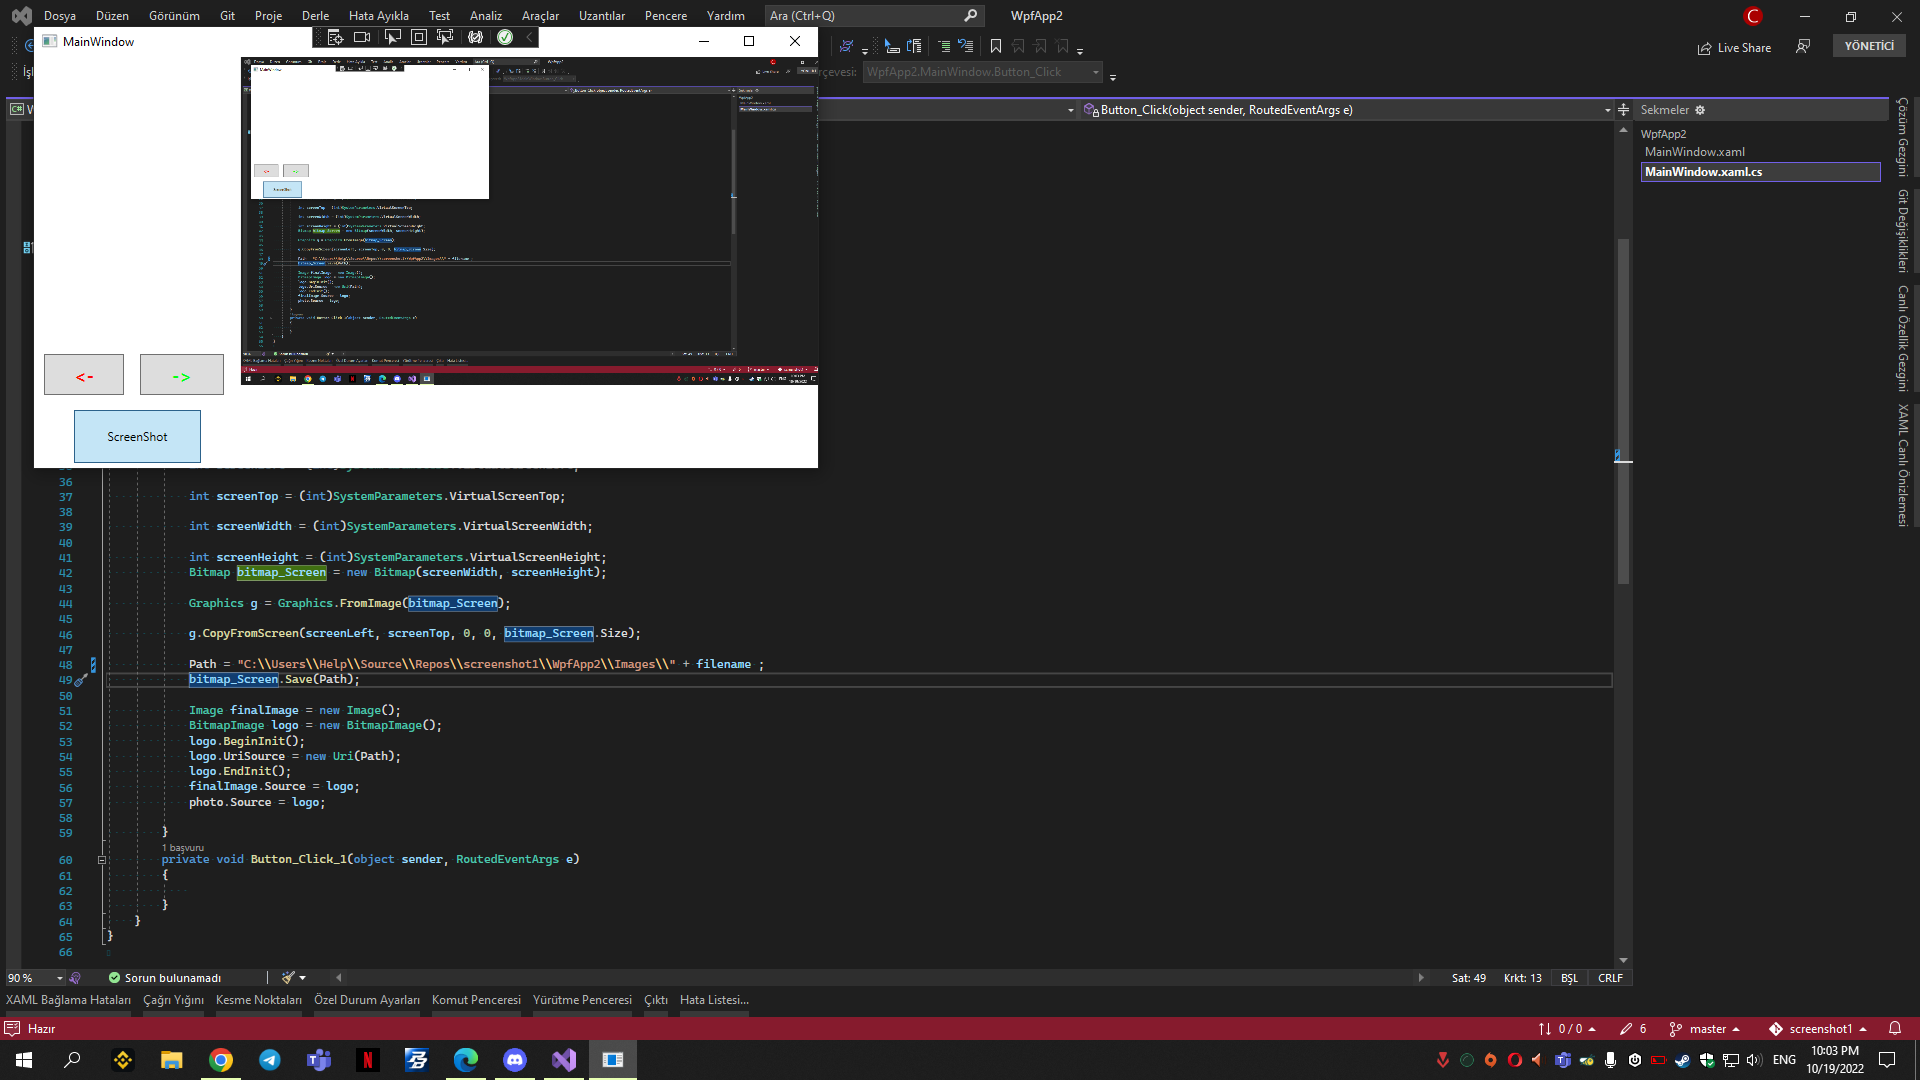 Dosya Düzen Görünüm Git Proje Derle Hata Ayıkla Test Analiz Araçlar Uzantılar Pencere Yardım Ara (Ctrl+Q) WpfApp2 C
MainWindow
Live Share YÖNETİCİ
WpfApp2.MainWindow.Button_Click
Button_Click(object sender, RoutedEventArgs e)
Sekmeler
WpfApp2
MainWindow.xaml
MainWindow.xaml.cs
Çözüm Gezgini
Git Değişiklikleri
Canlı Özellik Gezgini
XAML Canlı Önizlemesi
<- ->
ScreenShot
36
37 int screenTop = (int)SystemParameters.VirtualScreenTop;
38
39 int screenWidth = (int)SystemParameters.VirtualScreenWidth;
40
41 int screenHeight = (int)SystemParameters.VirtualScreenHeight;
42 Bitmap bitmap_Screen = new Bitmap(screenWidth, screenHeight);
43
44 Graphics g = Graphics.FromImage(bitmap_Screen);
45
46 g.CopyFromScreen(screenLeft, screenTop, 0, 0, bitmap_Screen.Size);
47
48 Path = "C:\\Users\\Help\\Source\\Repos\\screenshot1\\WpfApp2\\Images\\" + filename ;
49 bitmap_Screen.Save(Path);
50
51 Image finalImage = new Image();
52 BitmapImage logo = new BitmapImage();
53 logo.BeginInit();
54 logo.UriSource = new Uri(Path);
55 logo.EndInit();
56 finalImage.Source = logo;
57 photo.Source = logo;
58
59 }
1 başvuru
60 private void Button_Click_1(object sender, RoutedEventArgs e)
61 {
62
63 }
64 }
65 }
66
90 % Sorun bulunamadı Sat: 49 Krkt: 13 BŞL CRLF
XAML Bağlama Hataları Çağrı Yığını Kesme Noktaları Özel Durum Ayarları Komut Penceresi Yürütme Penceresi Çıktı Hata Listesi...
Hazır 0 / 0 6 master screenshot1
ENG 10:03 PM
10/19/2022